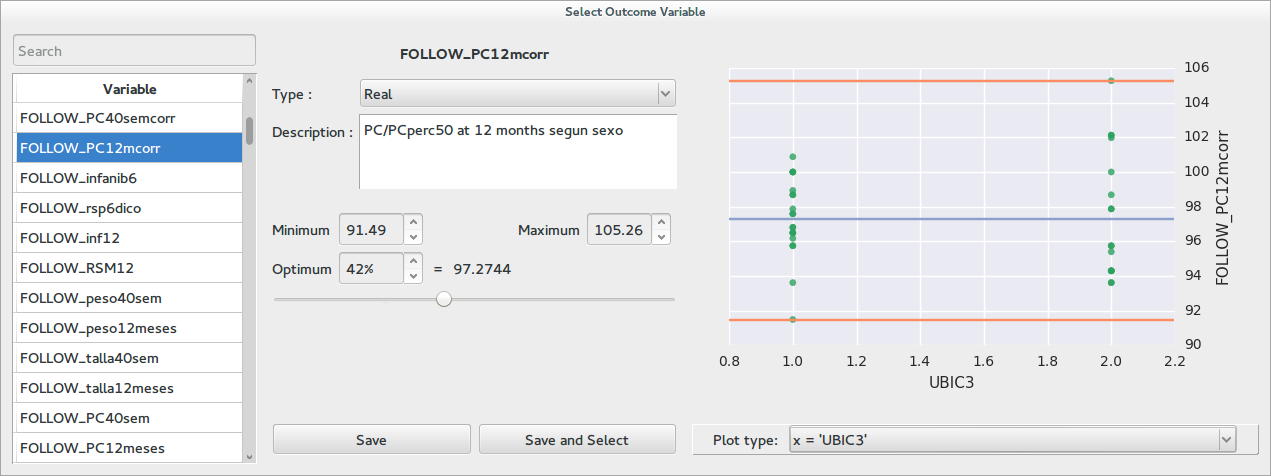 Select Outcome Variable
Search
Variable
FOLLOW_PC40semcorr
FOLLOW_PC12mcorr
FOLLOW_infanib6
FOLLOW_rsp6dico
FOLLOW_inf12
FOLLOW_RSM12
FOLLOW_peso40sem
FOLLOW_peso12meses
FOLLOW_talla40sem
FOLLOW_talla12meses
FOLLOW_PC40sem
FOLLOW_PC12meses
FOLLOW_PC12mcorr
Type : Real
Description : PC/PCperc50 at 12 months segun sexo
Minimum 91.49 Maximum 105.26
Optimum 42% = 97.2744
Save Save and Select
106
104
102
100
98
96
94
92
90
FOLLOW_PC12mcorr
0.8 1.0 1.2 1.4 1.6 1.8 2.0 2.2
UBIC3
Plot type: x = 'UBIC3'